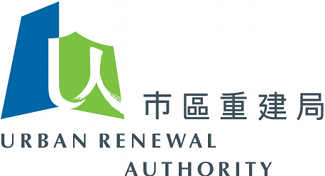 市區重建局
URBAN RENEWAL
AUTHORITY